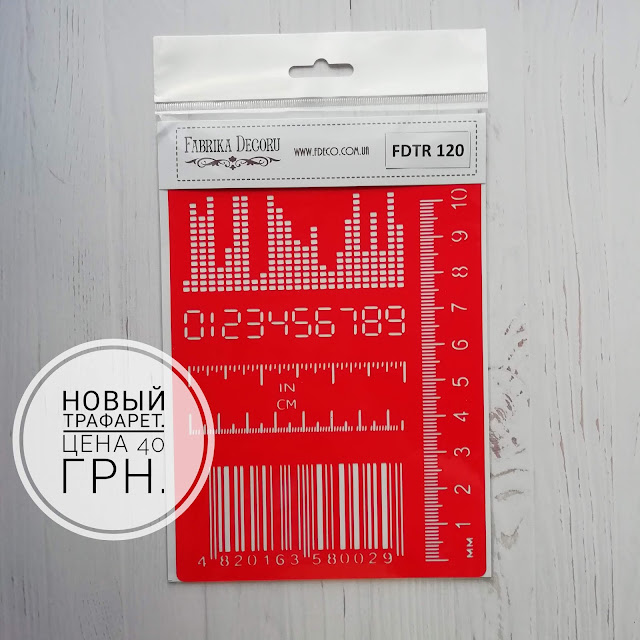 FABRIKA DECORU
WWW.FDECO.COM.UA
FDTR 120
0123456789
IN
CM
4 820163 580029
10
9
8
7
6
5
4
3
2
1
ММ
НОВЫЙ
ТРАФАРЕТ.
ЦЕНА 40
ГРН.